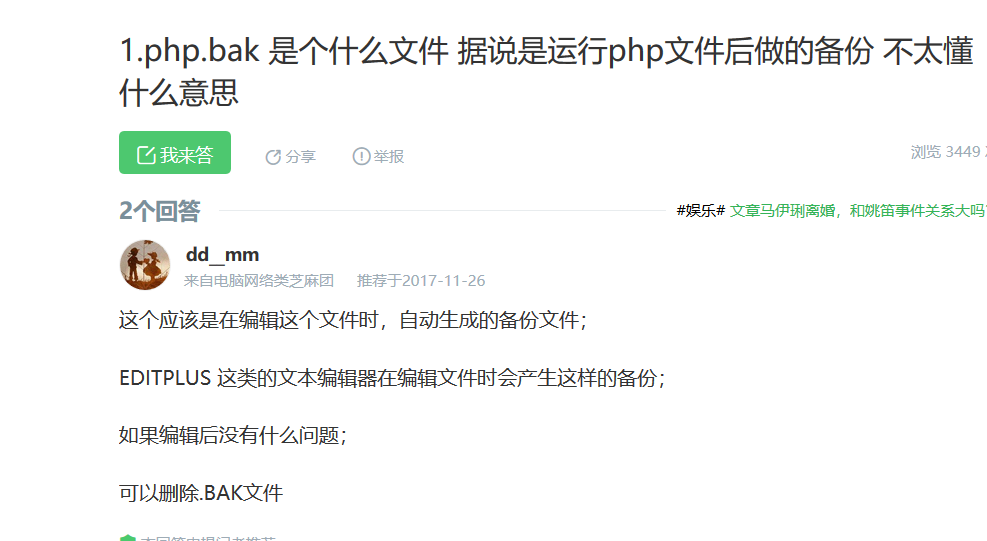 1.php.bak 是个什么文件 据说是运行php文件后做的备份 不太懂
什么意思
我来答 分享 举报 浏览 3449
2个回答 #娱乐# 文章马伊琍离婚，和姚笛事件关系大吗
dd__mm
来自电脑网络类芝麻团 推荐于2017-11-26
这个应该是在编辑这个文件时，自动生成的备份文件；
EDITPLUS 这类的文本编辑器在编辑文件时会产生这样的备份；
如果编辑后没有什么问题；
可以删除.BAK文件